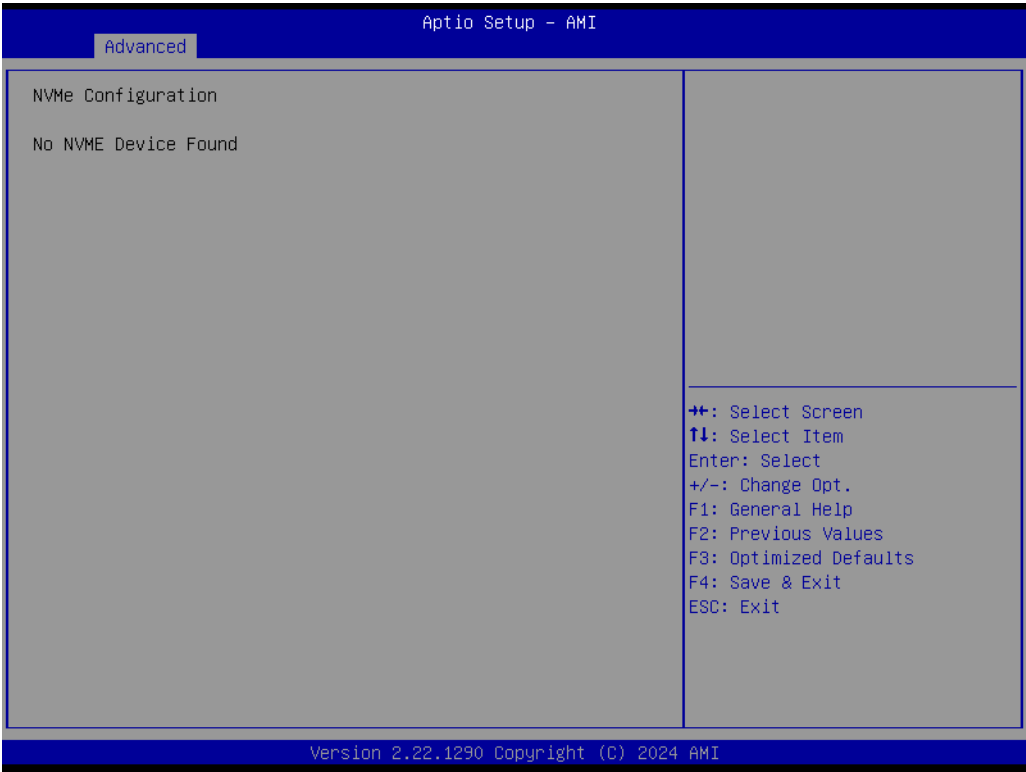 Aptio Setup - AMI
Advanced
NVMe Configuration
No NVME Device Found
→←: Select Screen
↑↓: Select Item
Enter: Select
+/-: Change Opt.
F1: General Help
F2: Previous Values
F3: Optimized Defaults
F4: Save & Exit
ESC: Exit
Version 2.22.1290 Copyright (C) 2024 AMI